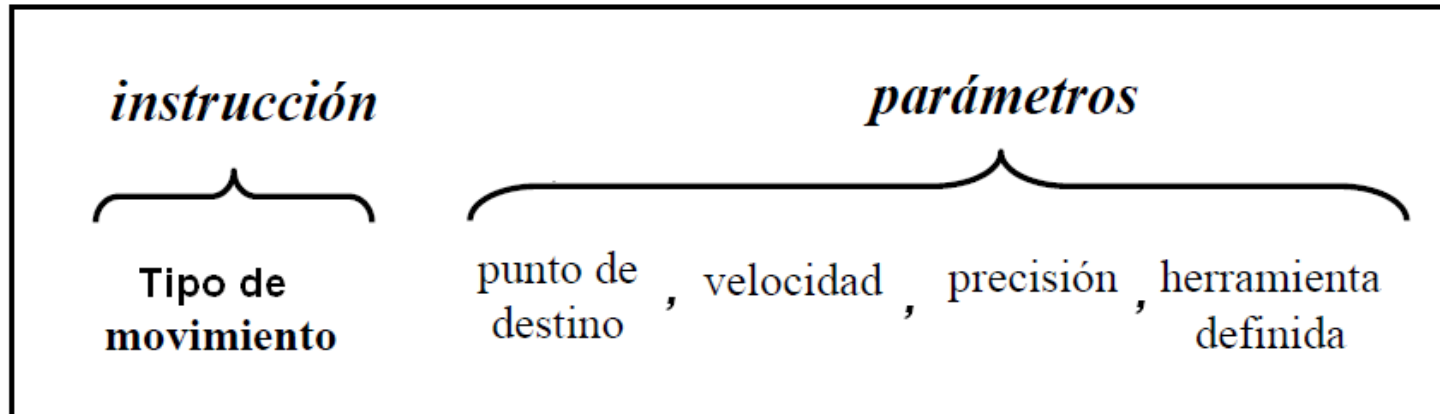 instrucción parámetros
Tipo de movimiento
punto de destino , velocidad , precisión , herramienta definida